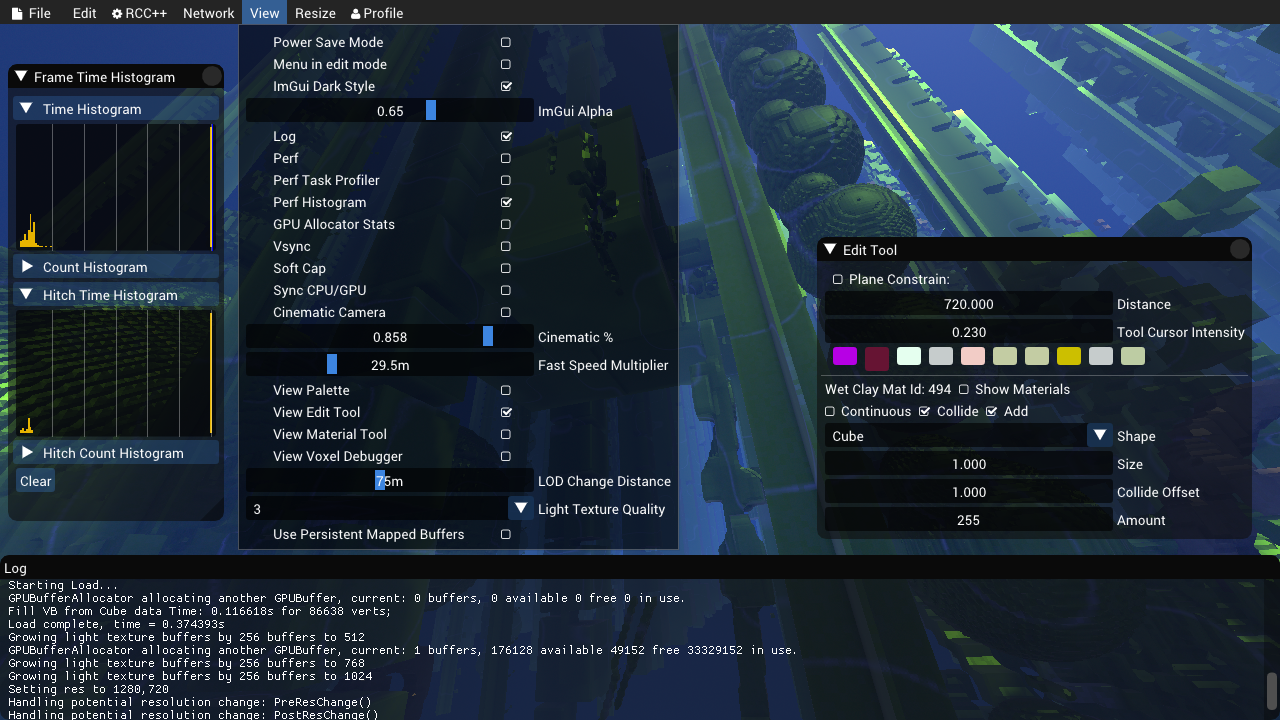 File Edit RCC++ Network View Resize Profile
Frame Time Histogram
Time Histogram
Count Histogram
Hitch Time Histogram
Hitch Count Histogram
Clear
Power Save Mode
Menu in edit mode
ImGui Dark Style
0.65 ImGui Alpha
Log
Perf
Perf Task Profiler
Perf Histogram
GPU Allocator Stats
Vsync
Soft Cap
Sync CPU/GPU
Cinematic Camera
0.858 Cinematic %
29.5m Fast Speed Multiplier
View Palette
View Edit Tool
View Material Tool
View Voxel Debugger
75m LOD Change Distance
3 Light Texture Quality
Use Persistent Mapped Buffers
Edit Tool
Plane Constrain:
720.000 Distance
0.230 Tool Cursor Intensity
Wet Clay Mat Id: 494 Show Materials
Continuous Collide Add
Cube Shape
1.000 Size
1.000 Collide Offset
255 Amount
Log
Starting Load...
GPUBufferAllocator allocating another GPUBuffer, current: 0 buffers, 0 available 0 free 0 in use.
Fill VB from Cube data Time: 0.116618s for 86638 verts;
Load complete, time = 0.374393s
Growing light texture buffers by 256 buffers to 512
GPUBufferAllocator allocating another GPUBuffer, current: 1 buffers, 176128 available 49152 free 33329152 in use.
Growing light texture buffers by 256 buffers to 768
Growing light texture buffers by 256 buffers to 1024
Setting res to 1280,720
Handling potential resolution change: PreResChange()
Handling potential resolution change: PostResChange()